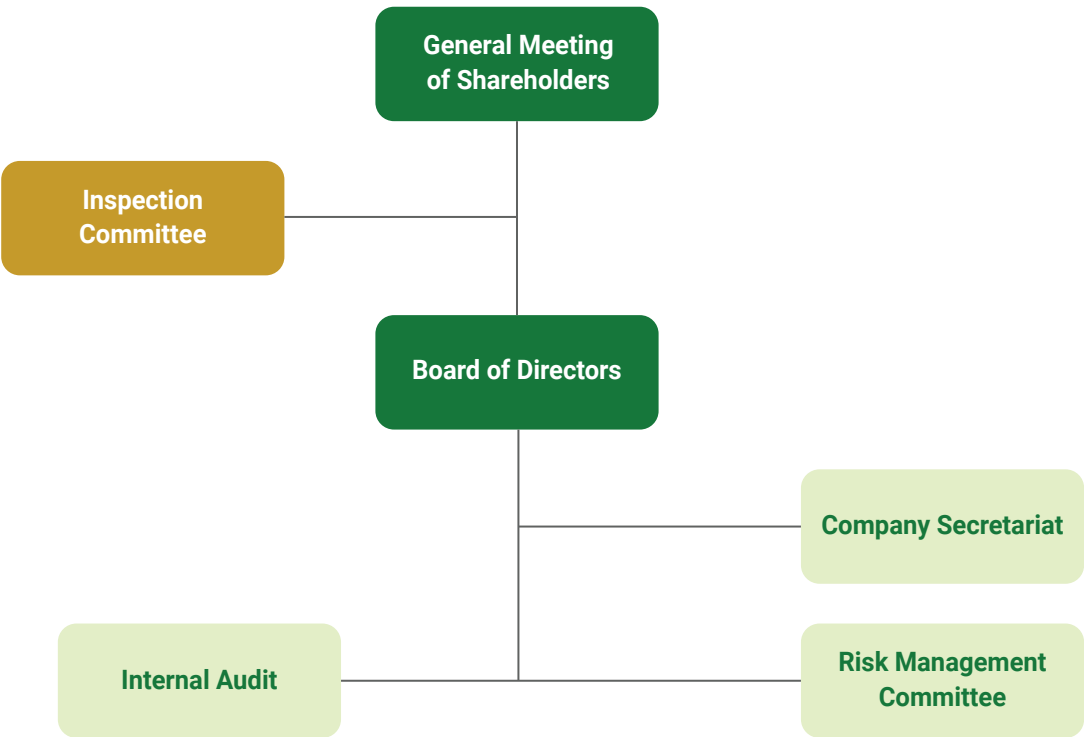 General Meeting
of Shareholders
Inspection
Committee
Board of Directors
Company Secretariat
Internal Audit
Risk Management
Committee